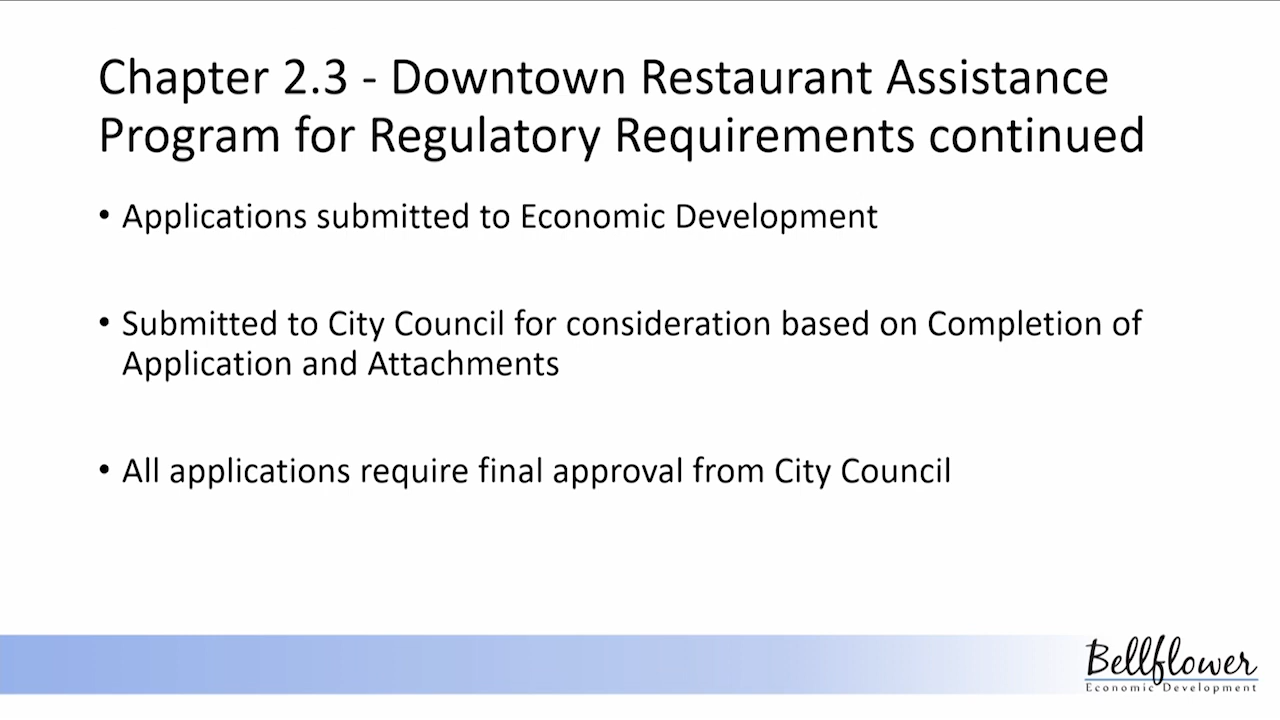 Chapter 2.3 - Downtown Restaurant Assistance
Program for Regulatory Requirements continued
• Applications submitted to Economic Development
• Submitted to City Council for consideration based on Completion of
Application and Attachments
• All applications require final approval from City Council
Bellflower
Economic Development